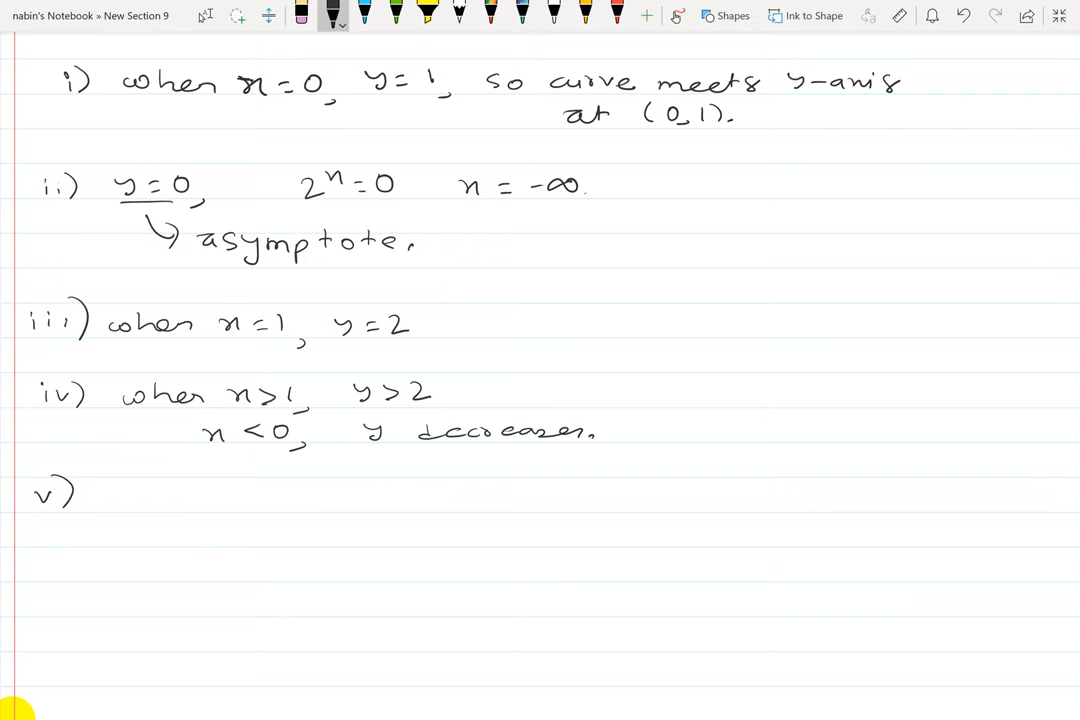 nabin's Notebook » New Section 9
Shapes
Ink to Shape
i) when x=0, y=1, so curve meets y-axis
at (0,1).
ii) y=0, 2^x=0 x = -∞.
↳ asymptote.
iii) when x=1, y=2
iv) when x>1, y>2
x<0, y decreases.
v)